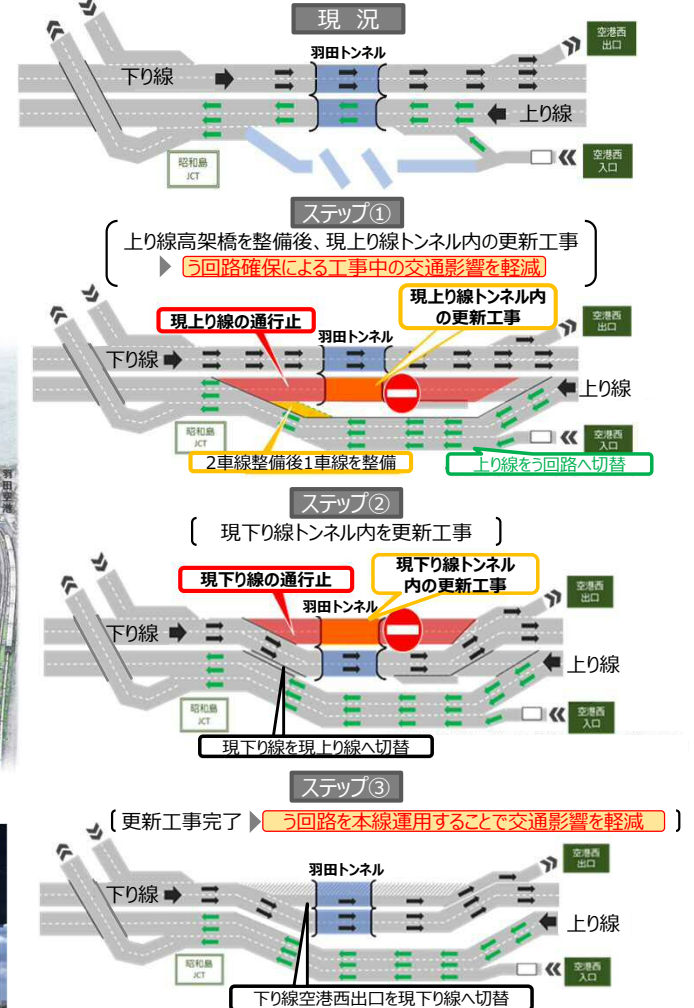 現 況
空港西
出口
羽田トンネル
下り線
上り線
昭和島
JCT
空港西
入口
ステップ①
上り線高架橋を整備後、現上り線トンネル内の更新工事
う回路確保による工事中の交通影響を軽減
現上り線トンネル内
の更新工事
現上り線の通行止
空港西
出口
羽田トンネル
下り線
上り線
昭和島
JCT
空港西
入口
2車線整備後1車線を整備
上り線をう回路へ切替
羽田空港
ステップ②
現下り線トンネル内を更新工事
現下り線トンネル
内の更新工事
現下り線の通行止
空港西
出口
羽田トンネル
下り線
上り線
昭和島
JCT
空港西
入口
現下り線を現上り線へ切替
ステップ③
更新工事完了 う回路を本線運用することで交通影響を軽減
空港西
出口
羽田トンネル
下り線
上り線
昭和島
JCT
空港西
入口
下り線空港西出口を現下り線へ切替